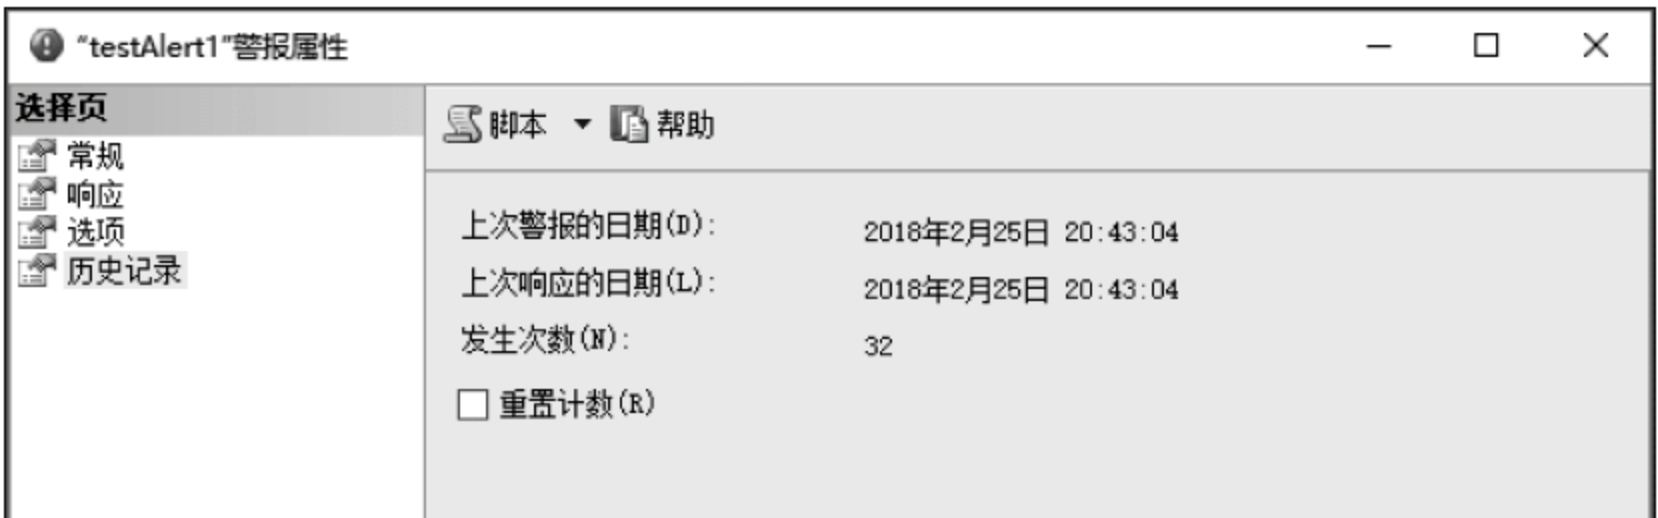 “testAlert1”警报属性
选择页
常规
响应
选项
历史记录
脚本 帮助
上次警报的日期(D): 2018年2月25日 20:43:04
上次响应的日期(L): 2018年2月25日 20:43:04
发生次数(N): 32
重置计数(R)